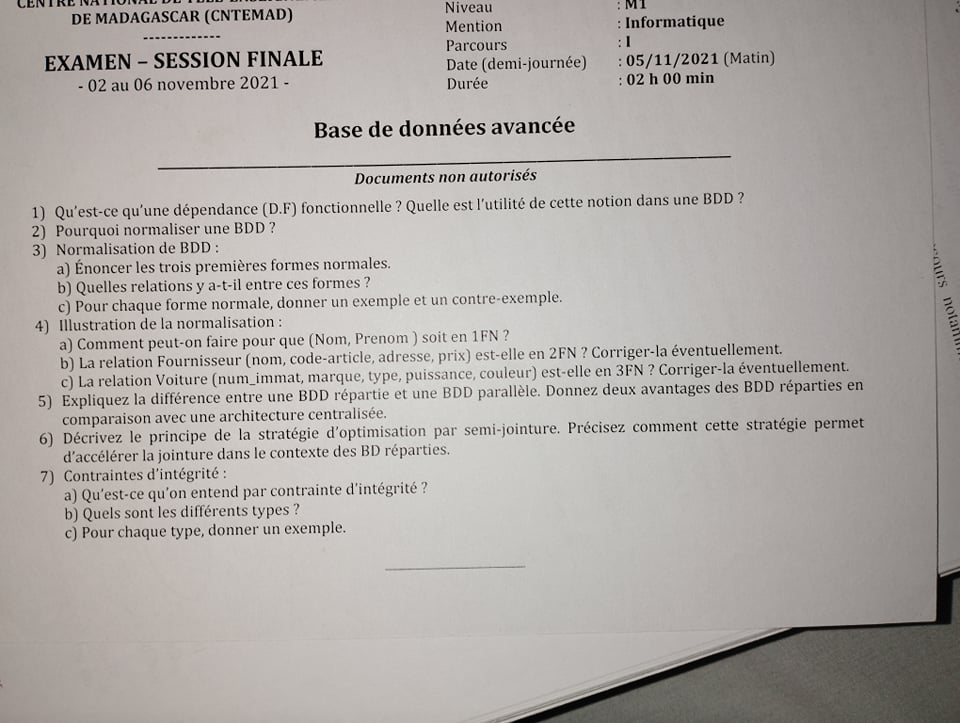 DE MADAGASCAR (CNTEMAD)
-------------
EXAMEN – SESSION FINALE
- 02 au 06 novembre 2021 -
Niveau : M1
Mention : Informatique
Parcours : I
Date (demi-journée) : 05/11/2021 (Matin)
Durée : 02 h 00 min
Base de données avancée
Documents non autorisés
1) Qu'est-ce qu'une dépendance (D.F) fonctionnelle ? Quelle est l'utilité de cette notion dans une BDD ?
2) Pourquoi normaliser une BDD ?
3) Normalisation de BDD :
a) Énoncer les trois premières formes normales.
b) Quelles relations y a-t-il entre ces formes ?
c) Pour chaque forme normale, donner un exemple et un contre-exemple.
4) Illustration de la normalisation :
a) Comment peut-on faire pour que (Nom, Prenom ) soit en 1FN ?
b) La relation Fournisseur (nom, code-article, adresse, prix) est-elle en 2FN ? Corriger-la éventuellement.
c) La relation Voiture (num_immat, marque, type, puissance, couleur) est-elle en 3FN ? Corriger-la éventuellement.
5) Expliquez la différence entre une BDD répartie et une BDD parallèle. Donnez deux avantages des BDD réparties en
comparaison avec une architecture centralisée.
6) Décrivez le principe de la stratégie d'optimisation par semi-jointure. Précisez comment cette stratégie permet
d'accélérer la jointure dans le contexte des BD réparties.
7) Contraintes d'intégrité :
a) Qu'est-ce qu'on entend par contrainte d'intégrité ?
b) Quels sont les différents types ?
c) Pour chaque type, donner un exemple.